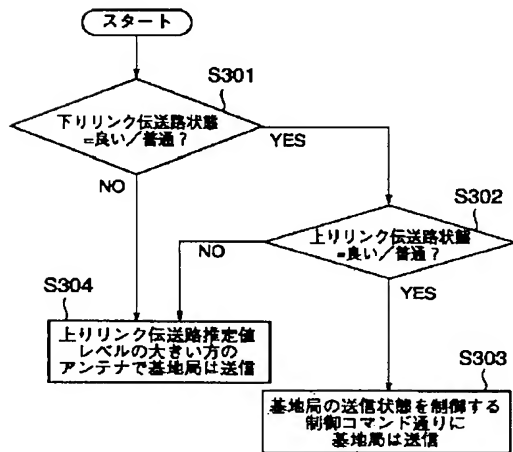 スタート
S301
下りリンク伝送路状態
=良い／普通?
YES
NO
S302
上りリンク伝送路状態
=良い／普通?
NO
YES
S304
上りリンク伝送路推定値
レベルの大きい方の
アンテナで基地局は送信
S303
基地局の送信状態を制御する
制御コマンド通りに
基地局は送信